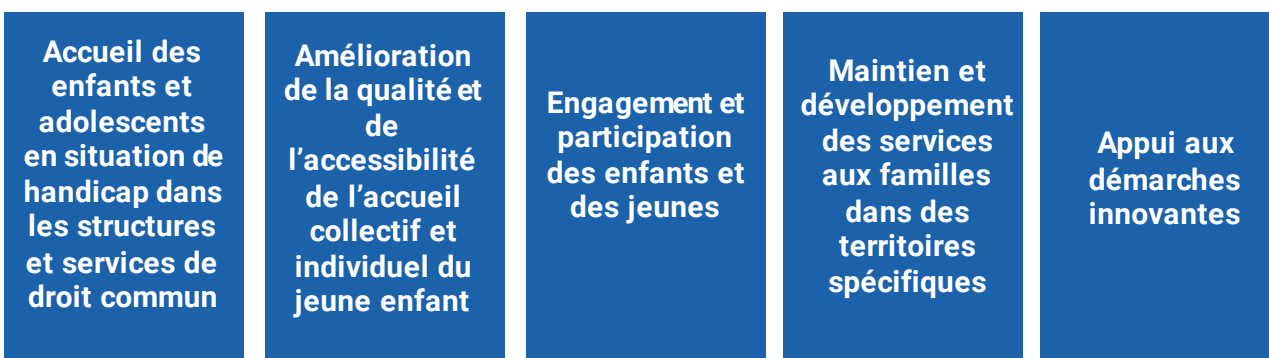 Accueil des
enfants et
adolescents
en situation de
handicap dans
les structures
et services de
droit commun
Amélioration
de la qualité et
de
l’accessibilité
de l’accueil
collectif et
individuel du
jeune enfant
Engagement et
participation
des enfants et
des jeunes
Maintien et
développement
des services
aux familles
dans des
territoires
spécifiques
Appui aux
démarches
innovantes